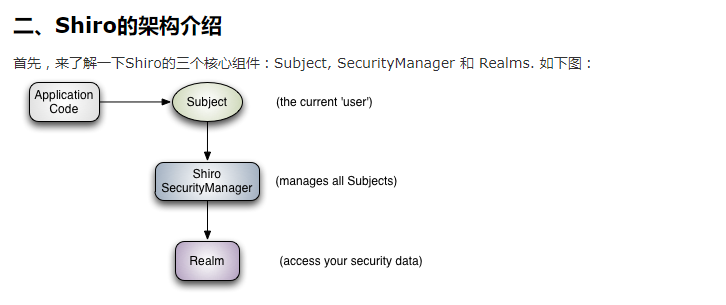 二、Shiro的架构介绍
首先，来了解一下Shiro的三个核心组件：Subject, SecurityManager 和 Realms. 如下图：
Application
Code
Subject
(the current 'user')
Shiro
SecurityManager
(manages all Subjects)
Realm
(access your security data)